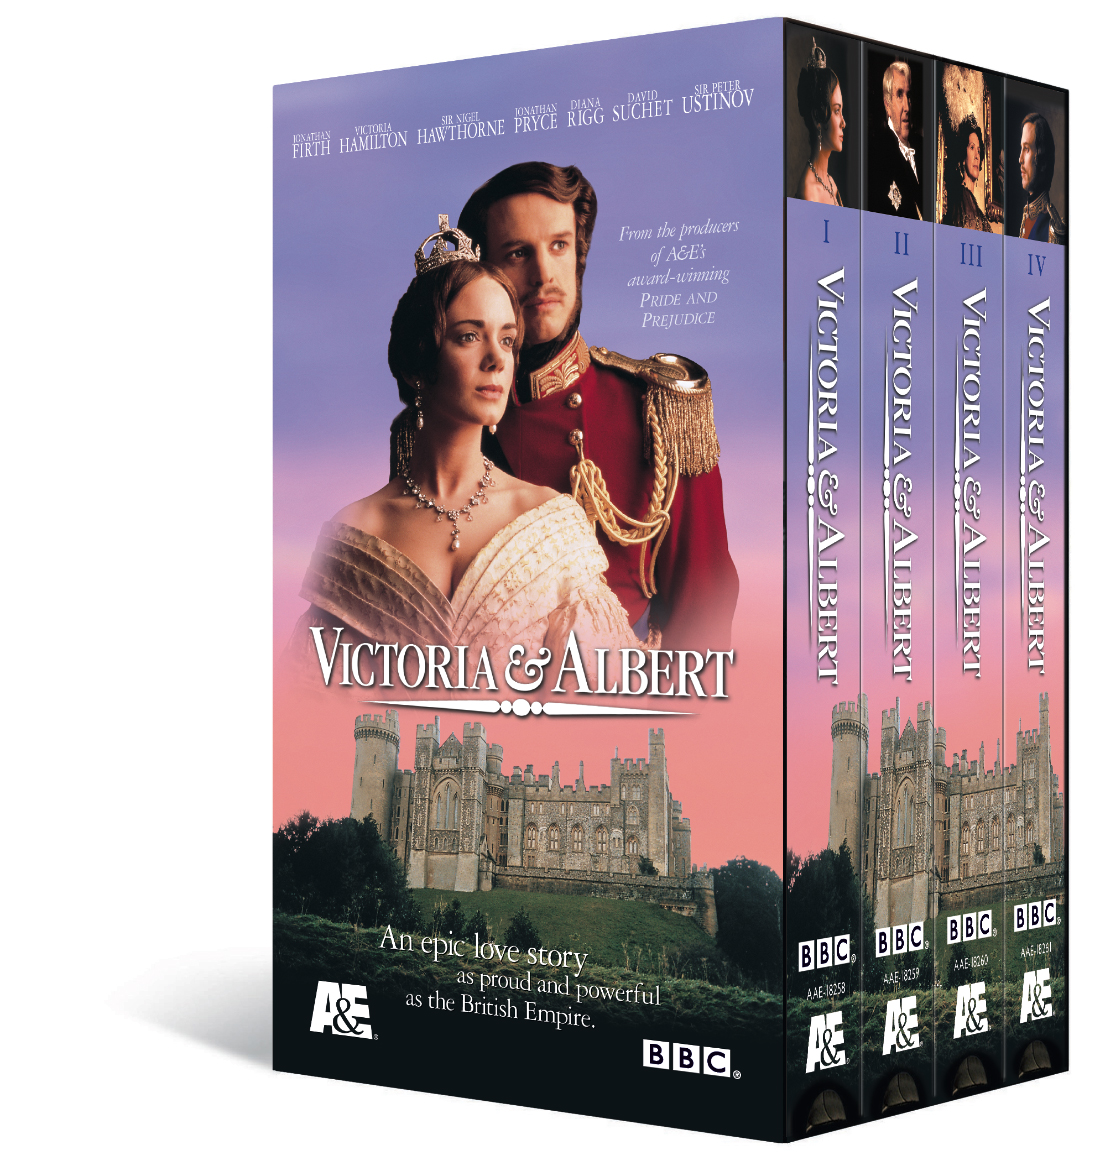 JONATHAN FIRTH
VICTORIA HAMILTON
SIR NIGEL HAWTHORNE
JONATHAN PRYCE
DIANA RIGG
DAVID SUCHET
SIR PETER USTINOV
From the producers
of A&E's
award-winning
PRIDE AND
PREJUDICE
VICTORIA & ALBERT
An epic love story
as proud and powerful
as the British Empire.
A&E®
BBC®
I
VICTORIA & ALBERT
BBC®
AAE-18258
A&E®
II
VICTORIA & ALBERT
BBC®
AAE-18259
A&E®
III
VICTORIA & ALBERT
BBC®
AAE-18260
A&E®
IV
VICTORIA & ALBERT
BBC®
AAE-18261
A&E®